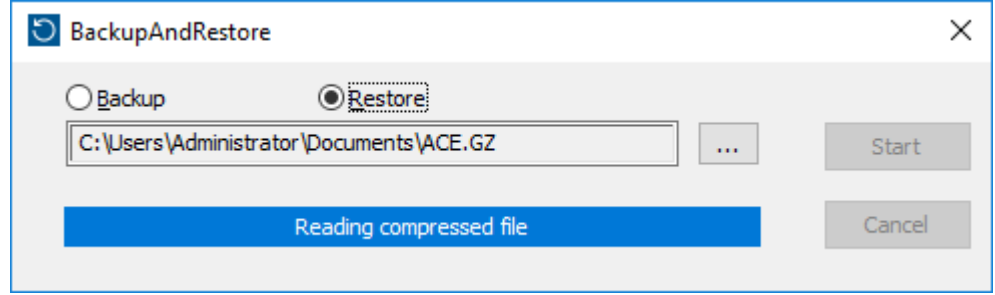 BackupAndRestore
Backup Restore
C:\Users\Administrator\Documents\ACE.GZ ... Start
Reading compressed file Cancel